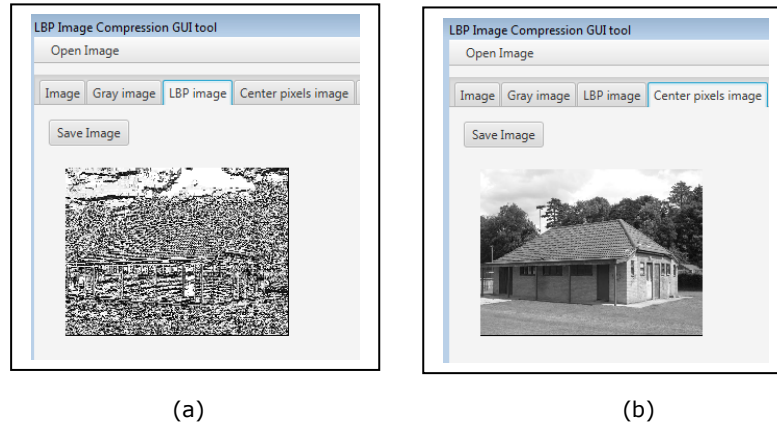 LBP Image Compression GUI tool
Open Image
Image Gray image LBP image Center pixels image
Save Image
(a)
LBP Image Compression GUI tool
Open Image
Image Gray image LBP image Center pixels image
Save Image
(b)